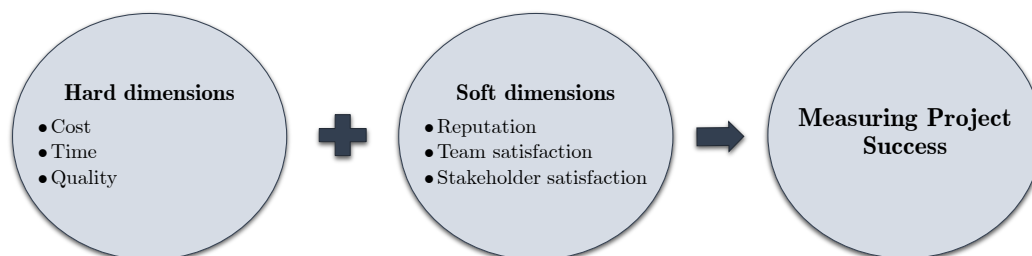 Hard dimensions
• Cost
• Time
• Quality
Soft dimensions
• Reputation
• Team satisfaction
• Stakeholder satisfaction
Measuring Project
Success